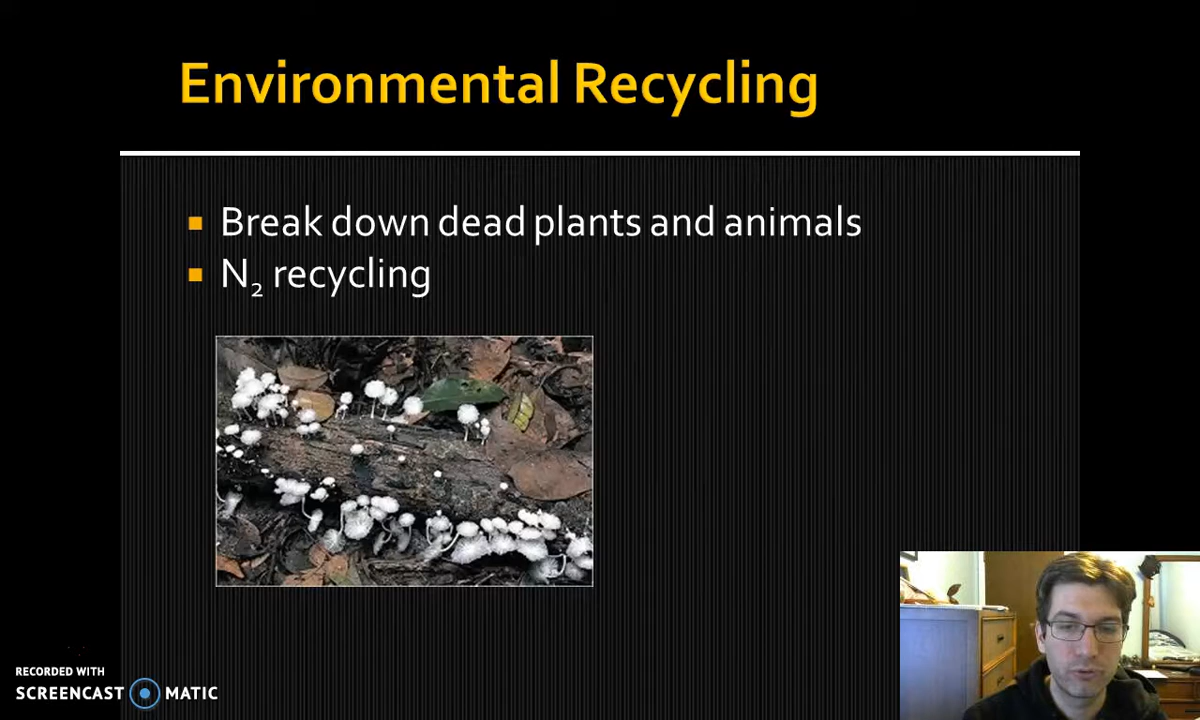 Environmental Recycling
Break down dead plants and animals
N₂ recycling
RECORDED WITH
SCREENCAST MATIC